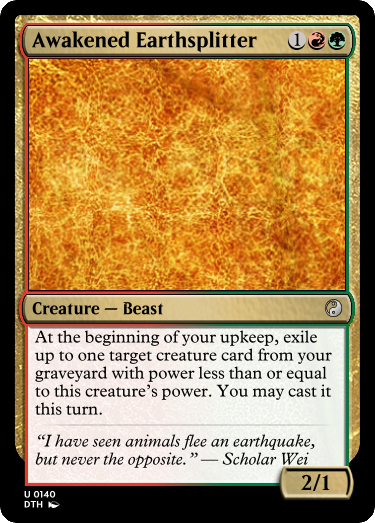 Awakened Earthsplitter 1
Creature — Beast
At the beginning of your upkeep, exile
up to one target creature card from your
graveyard with power less than or equal
to this creature’s power. You may cast it
this turn.
“I have seen animals flee an earthquake,
but never the opposite.” — Scholar Wei
2/1
U 0140
DTH